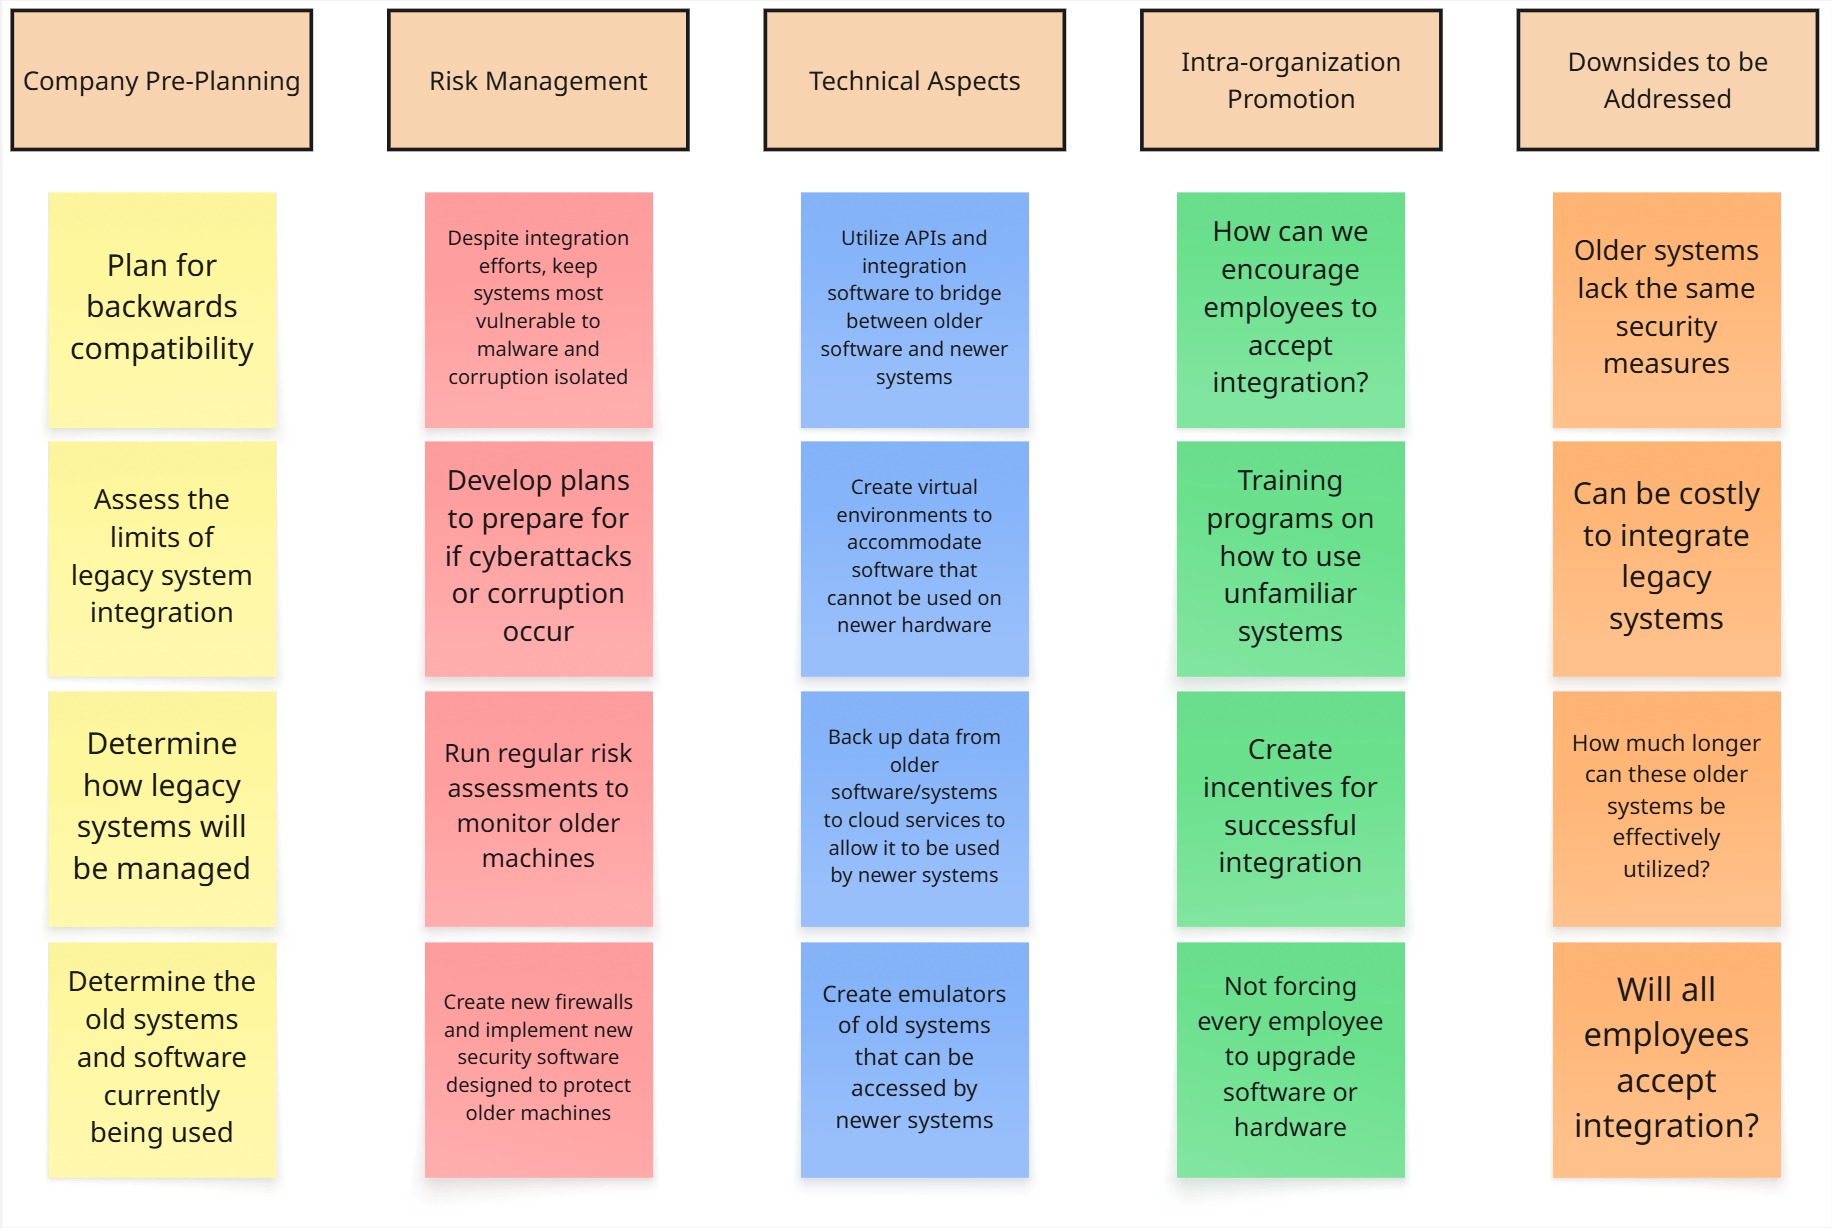 Company Pre-Planning
Risk Management
Technical Aspects
Intra-organization
Promotion
Downsides to be
Addressed
Plan for
backwards
compatibility
Assess the
limits of
legacy system
integration
Determine
how legacy
systems will
be managed
Determine the
old systems
and software
currently
being used
Despite integration
efforts, keep
systems most
vulnerable to
malware and
corruption isolated
Develop plans
to prepare for
if cyberattacks
or corruption
occur
Run regular risk
assessments to
monitor older
machines
Create new firewalls
and implement new
security software
designed to protect
older machines
Utilize APIs and
integration
software to bridge
between older
software and newer
systems
Create virtual
environments to
accommodate
software that
cannot be used on
newer hardware
Back up data from
older
software/systems
to cloud services to
allow it to be used
by newer systems
Create emulators
of old systems
that can be
accessed by
newer systems
How can we
encourage
employees to
accept
integration?
Training
programs on
how to use
unfamiliar
systems
Create
incentives for
successful
integration
Not forcing
every employee
to upgrade
software or
hardware
Older systems
lack the same
security
measures
Can be costly
to integrate
legacy
systems
How much longer
can these older
systems be
effectively
utilized?
Will all
employees
accept
integration?